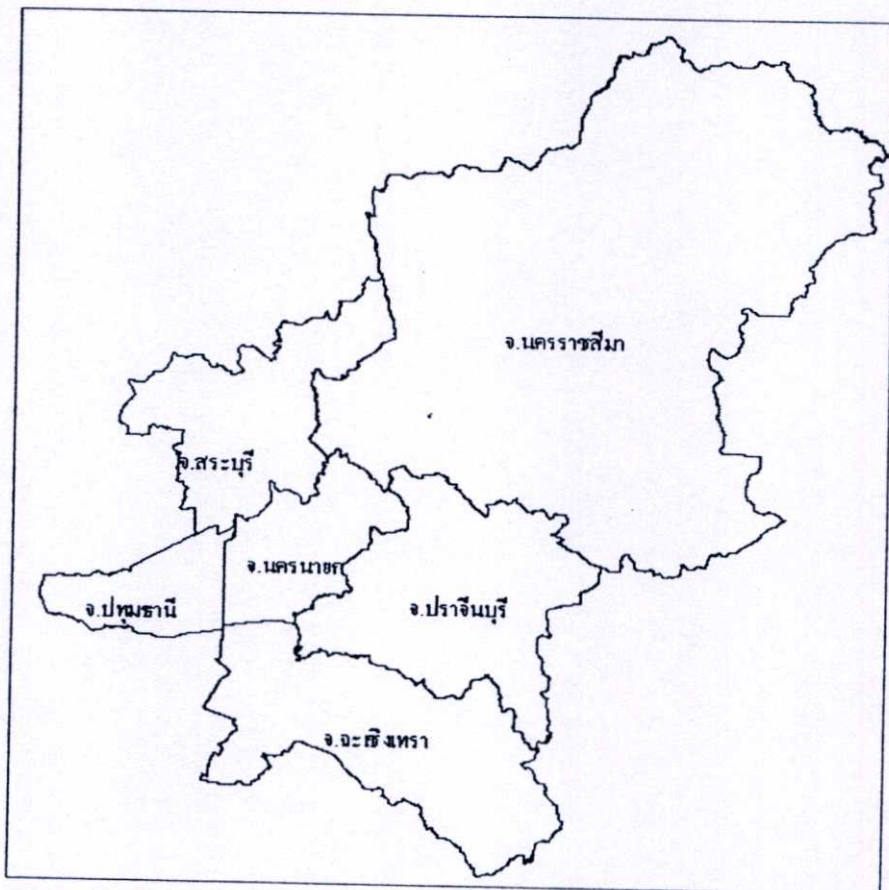 จ.นครราชสีมา
จ.สระบุรี
จ.นครนายก
จ.ปทุมธานี
จ.ปราจีนบุรี
จ.ฉะเชิงเทรา